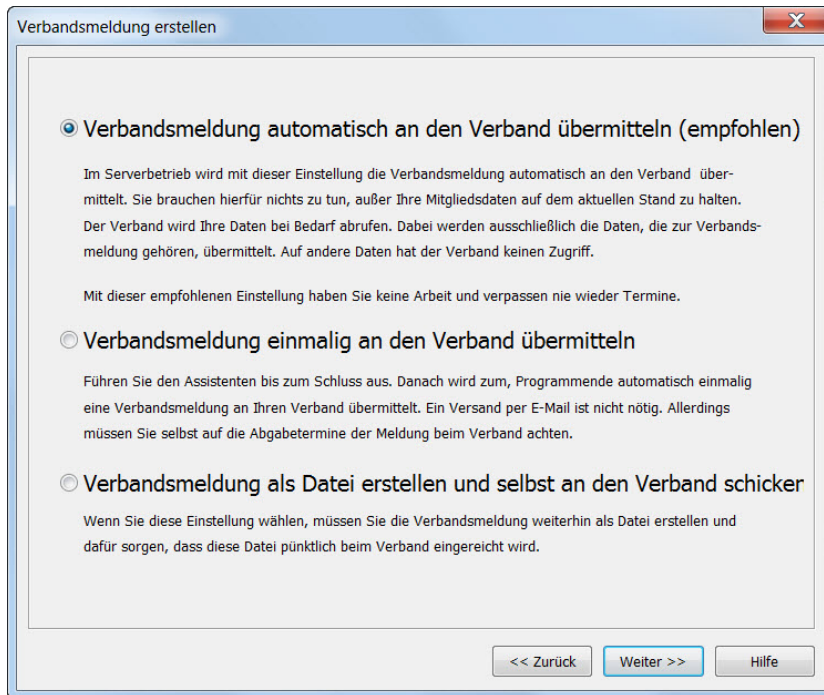 Verbandsmeldung erstellen
Verbandsmeldung automatisch an den Verband übermitteln (empfohlen)
Im Serverbetrieb wird mit dieser Einstellung die Verbandsmeldung automatisch an den Verband über-
mittelt. Sie brauchen hierfür nichts zu tun, außer Ihre Mitgliedsdaten auf dem aktuellen Stand zu halten.
Der Verband wird Ihre Daten bei Bedarf abrufen. Dabei werden ausschließlich die Daten, die zur Verbands-
meldung gehören, übermittelt. Auf andere Daten hat der Verband keinen Zugriff.
Mit dieser empfohlenen Einstellung haben Sie keine Arbeit und verpassen nie wieder Termine.
Verbandsmeldung einmalig an den Verband übermitteln
Führen Sie den Assistenten bis zum Schluss aus. Danach wird zum, Programmende automatisch einmalig
eine Verbandsmeldung an Ihren Verband übermittelt. Ein Versand per E-Mail ist nicht nötig. Allerdings
müssen Sie selbst auf die Abgabetermine der Meldung beim Verband achten.
Verbandsmeldung als Datei erstellen und selbst an den Verband schicken
Wenn Sie diese Einstellung wählen, müssen Sie die Verbandsmeldung weiterhin als Datei erstellen und
dafür sorgen, dass diese Datei pünktlich beim Verband eingereicht wird.
<< Zurück
Weiter >>
Hilfe